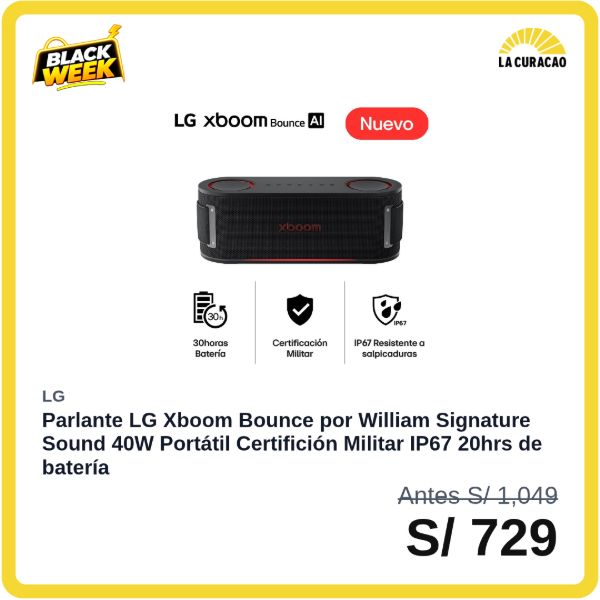 BLACK
WEEK
LA CURACAO
LG xboom Bounce AI
Nuevo
xboom
30h
IP67
30horas
Batería
Certificación
Militar
IP67 Resistente a
salpicaduras
LG
Parlante LG Xboom Bounce por William Signature
Sound 40W Portátil Certifición Militar IP67 20hrs de
batería
Antes S/ 1,049
S/ 729